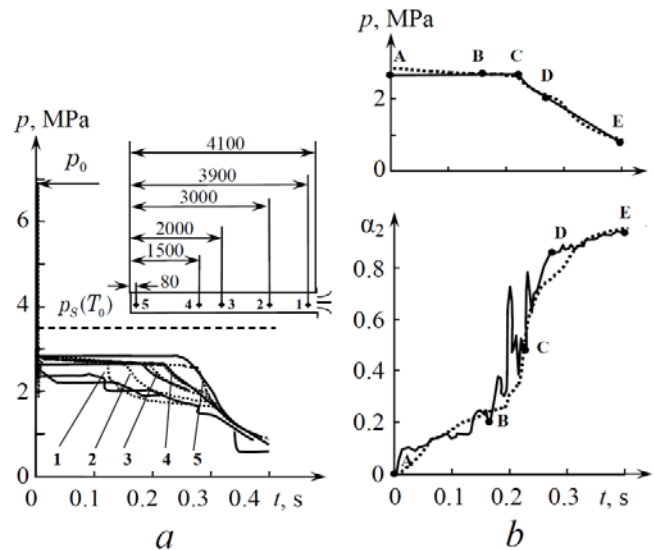 p, MPa
p₀
6
4
2
0
pₛ(T₀)
4100
3900
3000
2000
1500
80
5 4 3 2 1
1 2 3 4 5
0 0.1 0.2 0.3 0.4 t, s
a
b
p, MPa
A B C D E
2
0
α₂
0.8
0.6
0.4
0.2
0
B C D E
0.1 0.2 0.3 t, s